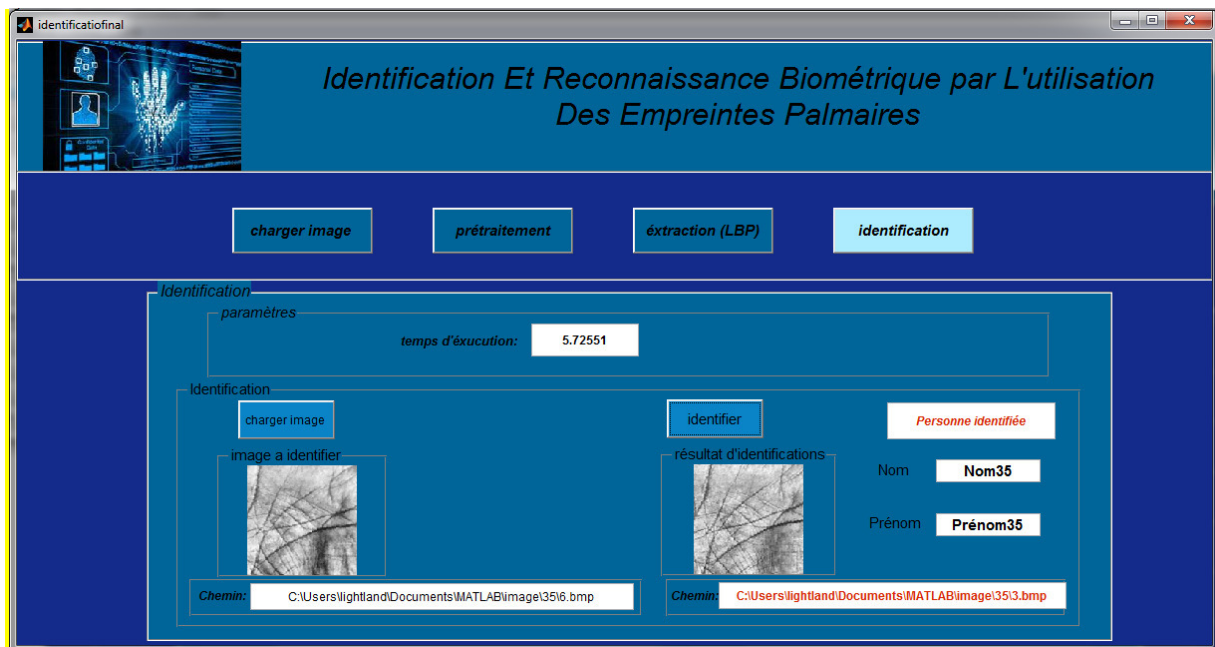 identificatiofinal
Identification Et Reconnaissance Biométrique par L'utilisation
Des Empreintes Palmaires
charger image
prétraitement
éxtraction (LBP)
identification
Identification
paramètres
temps d'éxucution:
5.72551
Identification
charger image
identifier
Personne identifiée
image a identifier
résultat d'identifications
Nom
Nom35
Prénom
Prénom35
Chemin:
C:\Users\lightland\Documents\MATLAB\image\35\6.bmp
Chemin:
C:\Users\lightland\Documents\MATLAB\image\35\3.bmp